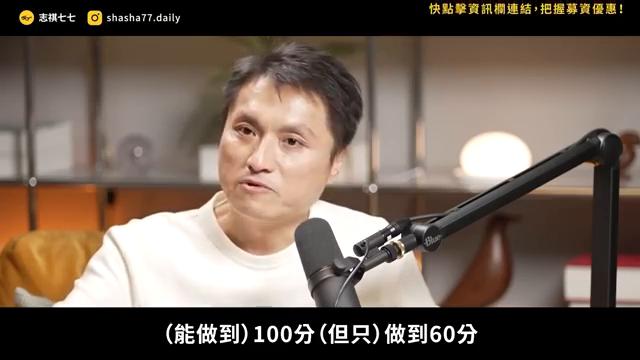 志祺七七
shasha77.daily
快點擊資訊欄連結,把握募資優惠!
Blue
(能做到)100分(但只)做到60分